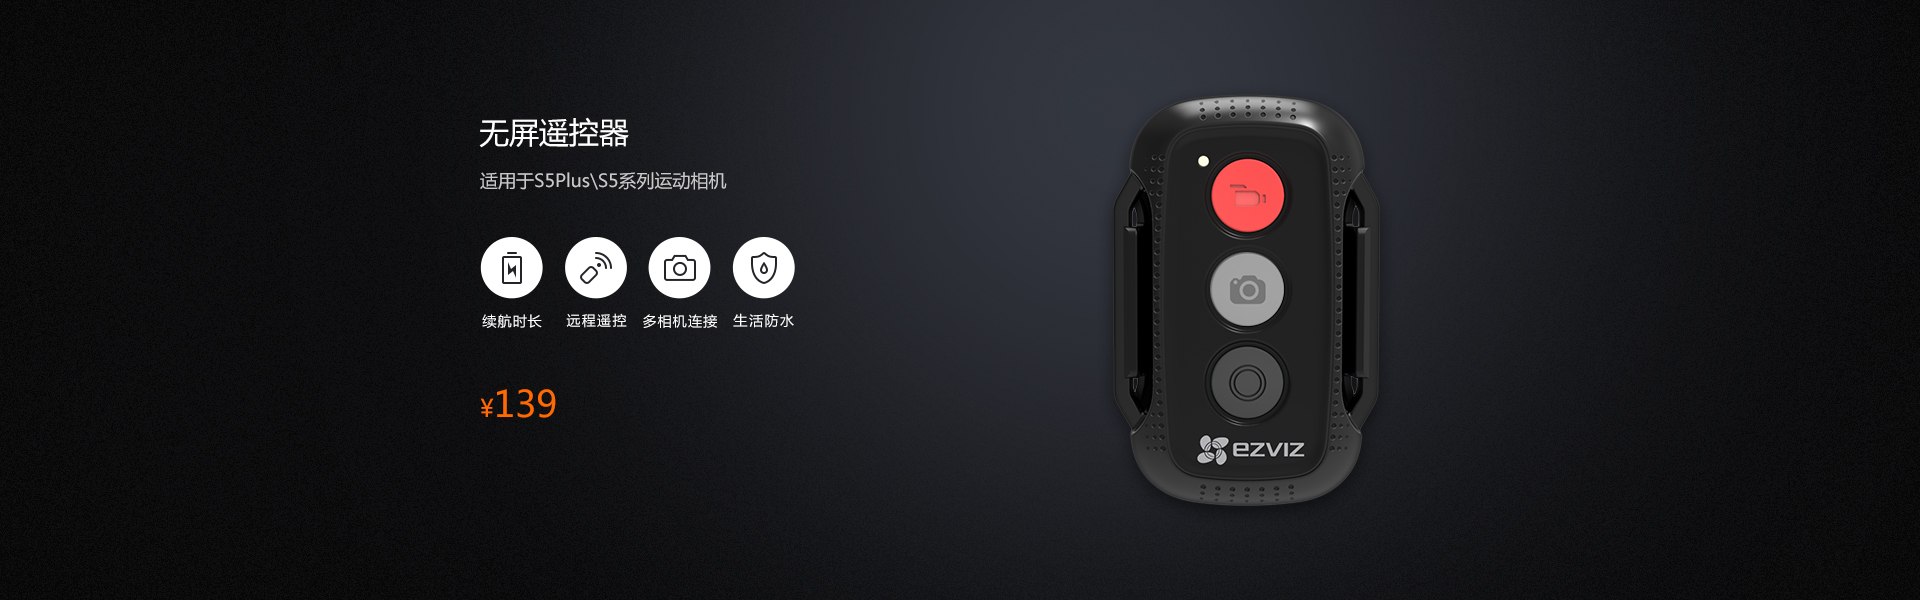 无屏遥控器
适用于S5Plus\S5系列运动相机
续航时长 远程遥控 多相机连接 生活防水
¥139
1
ezviz